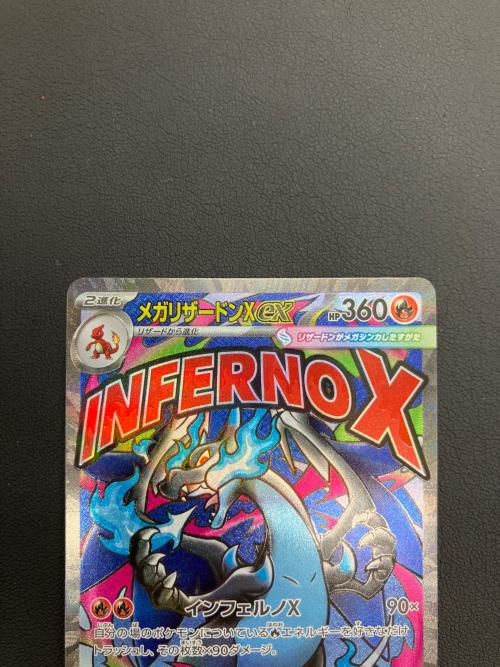 2進化
メガリザードンXex HP360
リザードから進化
リザードンがメガシンカしたすがた
INFERNO X
インフェルノX 90×
自分の場のポケモンについている エネルギーを好きなだけ
トラッシュし、その枚数×90ダメージ。